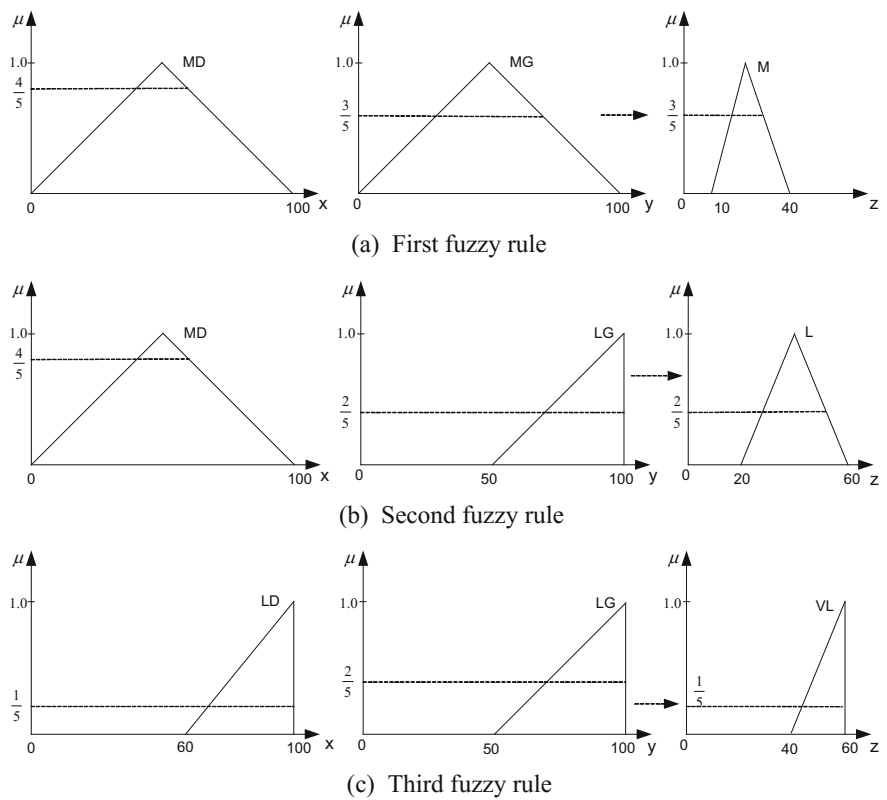 μ μ μ
1.0 MD 1.0 MG 1.0 M
4/5 3/5 3/5
0 100 x 0 100 y 0 10 40 z
(a) First fuzzy rule
μ μ μ
1.0 MD 1.0 LG 1.0 L
4/5 2/5 2/5
0 100 x 0 50 100 y 0 20 60 z
(b) Second fuzzy rule
μ μ μ
1.0 LD 1.0 LG 1.0 VL
1/5 2/5 1/5
0 60 100 x 0 50 100 y 0 40 60 z
(c) Third fuzzy rule